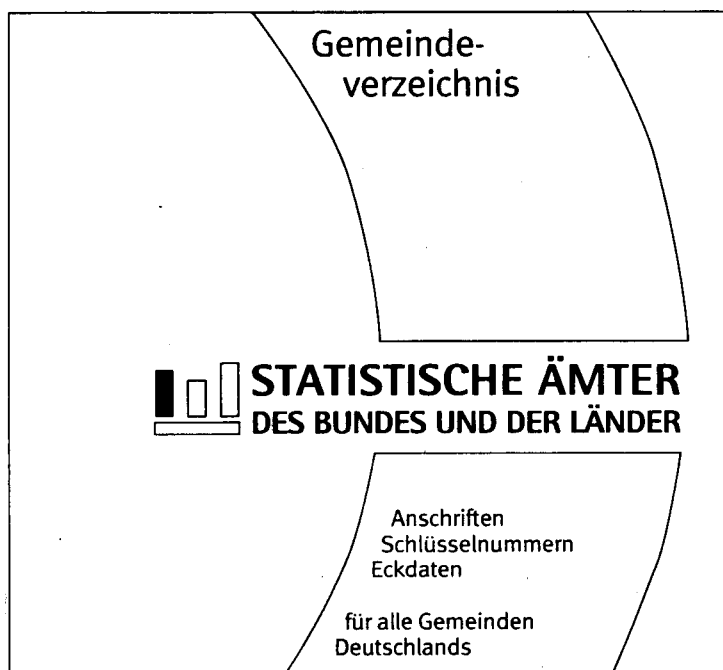 Gemeinde-
verzeichnis
STATISTISCHE ÄMTER
DES BUNDES UND DER LÄNDER
Anschriften
Schlüsselnummern
Eckdaten
für alle Gemeinden
Deutschlands